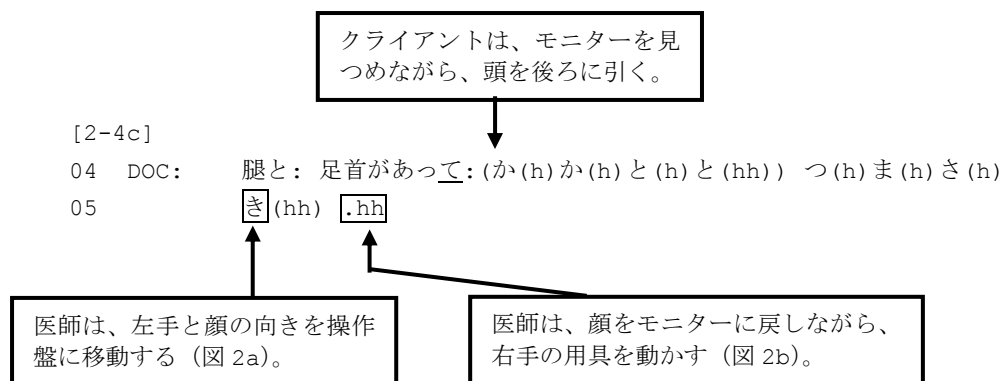 クライアントは、モニターを見
つめながら、頭を後ろに引く。
[2-4c]
04 DOC: 腿と: 足首があって:(か(h)か(h)と(h)と(hh)) つ(h)ま(h)さ(h)
05 き(hh) .hh
医師は、左手と顔の向きを操作
盤に移動する（図 2a）。
医師は、顔をモニターに戻しながら、
右手の用具を動かす（図 2b）。